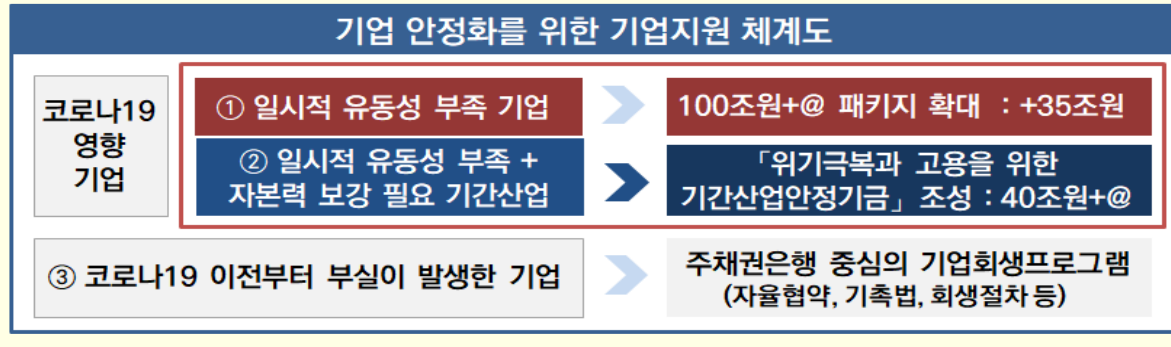 기업 안정화를 위한 기업지원 체계도
코로나19
영향
기업
① 일시적 유동성 부족 기업
100조원+@ 패키지 확대 : +35조원
② 일시적 유동성 부족 +
자본력 보강 필요 기간산업
「위기극복과 고용을 위한
기간산업안정기금」 조성 : 40조원+@
③ 코로나19 이전부터 부실이 발생한 기업
주채권은행 중심의 기업회생프로그램
(자율협약, 기촉법, 회생절차 등)